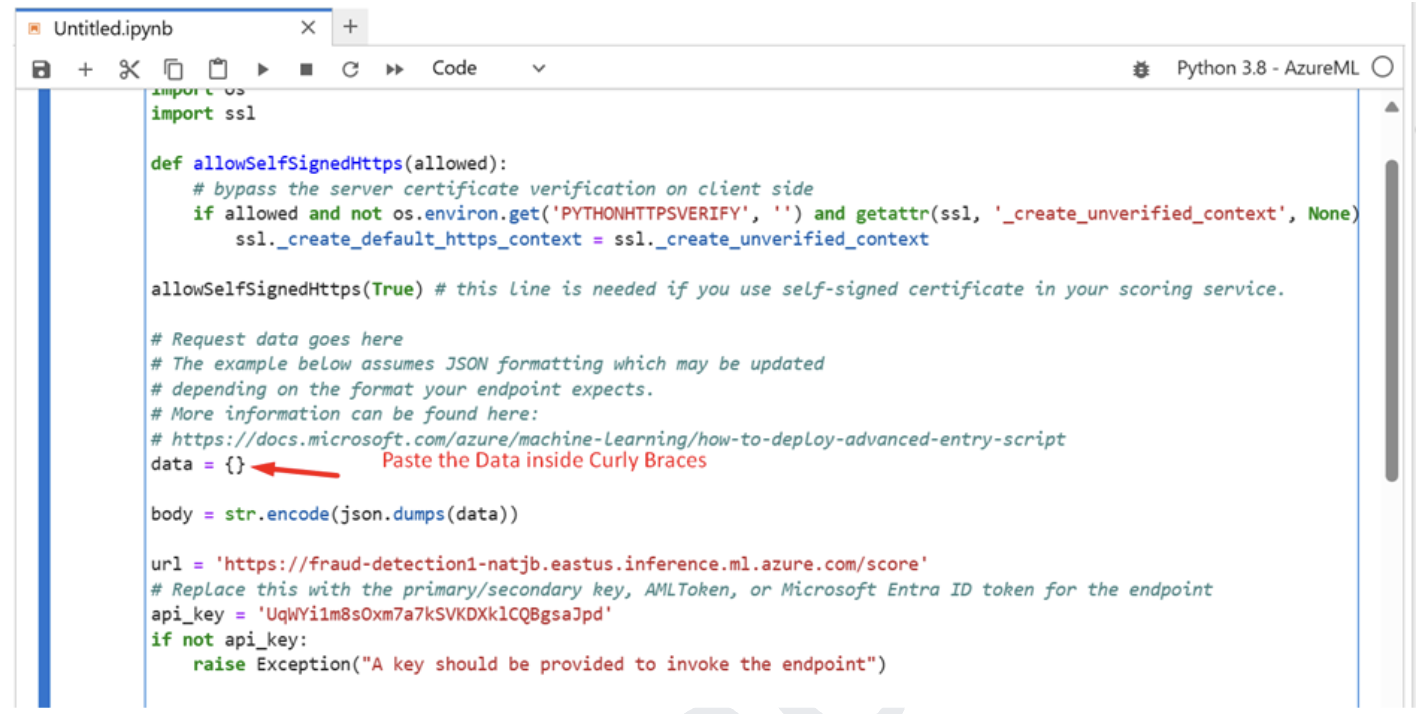 Untitled.ipynb
Code
Python 3.8 - AzureML
import os
import ssl
def allowSelfSignedHttps(allowed):
# bypass the server certificate verification on client side
if allowed and not os.environ.get('PYTHONHTTPSVERIFY', '') and getattr(ssl, '_create_unverified_context', None)
ssl._create_default_https_context = ssl._create_unverified_context
allowSelfSignedHttps(True) # this line is needed if you use self-signed certificate in your scoring service.
# Request data goes here
# The example below assumes JSON formatting which may be updated
# depending on the format your endpoint expects.
# More information can be found here:
# https://docs.microsoft.com/azure/machine-learning/how-to-deploy-advanced-entry-script
data = {} Paste the Data inside Curly Braces
body = str.encode(json.dumps(data))
url = 'https://fraud-detection1-natjb.eastus.inference.ml.azure.com/score'
# Replace this with the primary/secondary key, AMLToken, or Microsoft Entra ID token for the endpoint
api_key = 'UqWYi1m8sOxm7a7kSVKDXklCQBgsaJpd'
if not api_key:
raise Exception("A key should be provided to invoke the endpoint")